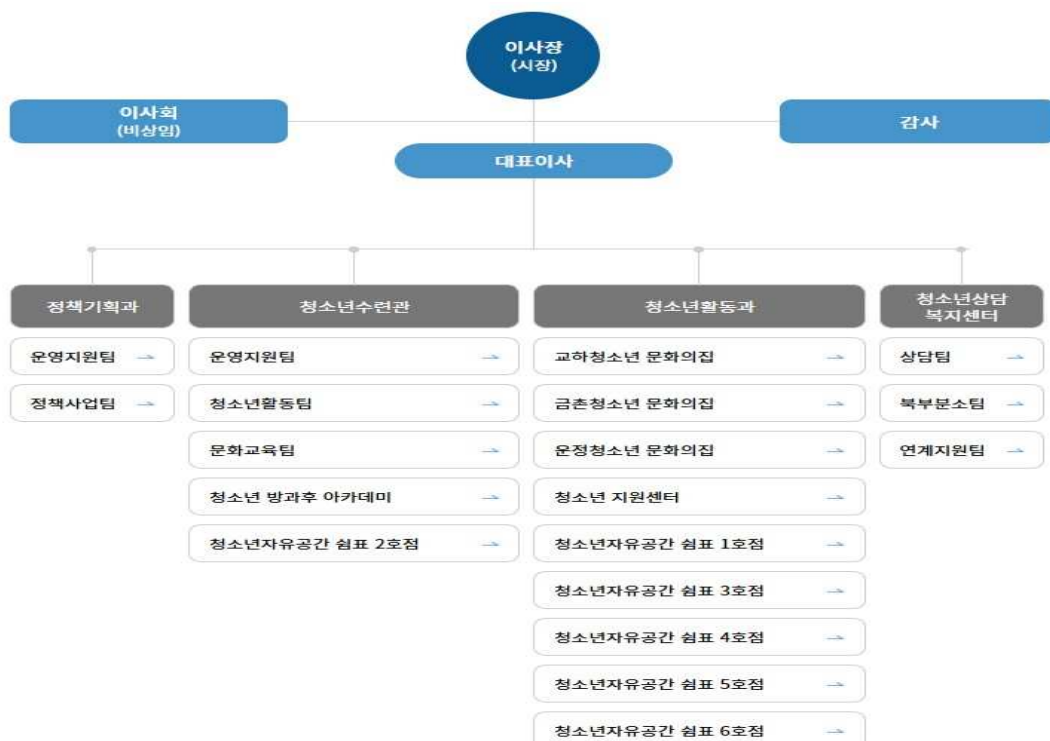 이사장
(시장)
이사회
(비상임)
감사
대표이사
정책기획과
운영지원팀
정책사업팀
청소년수련관
운영지원팀
청소년활동팀
문화교육팀
청소년 방과후 아카데미
청소년자유공간 쉼표 2호점
청소년활동과
교하청소년 문화의집
금촌청소년 문화의집
운정청소년 문화의집
청소년 지원센터
청소년자유공간 쉼표 1호점
청소년자유공간 쉼표 3호점
청소년자유공간 쉼표 4호점
청소년자유공간 쉼표 5호점
청소년자유공간 쉼표 6호점
청소년상담
복지센터
상담팀
북부분소팀
연계지원팀